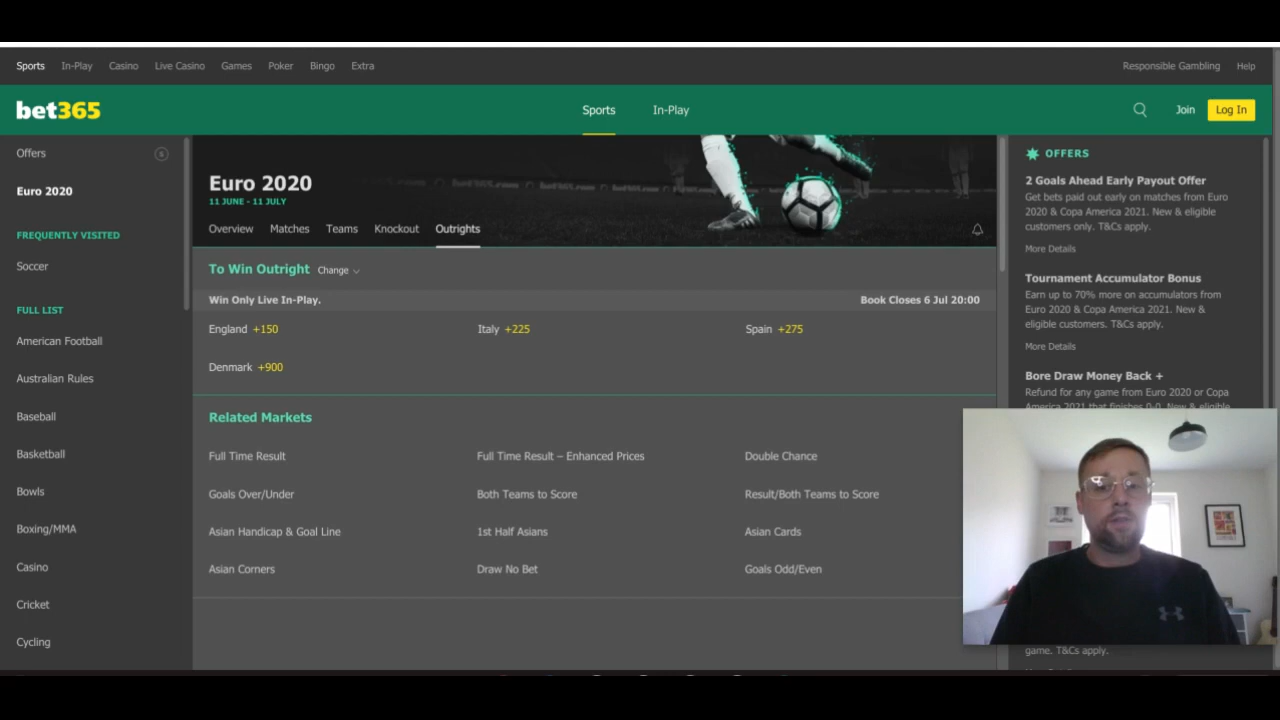 Sports In-Play Casino Live Casino Games Poker Bingo Extra Responsible Gambling Help
bet365 Sports In-Play Join Log In
Offers 5
Euro 2020
FREQUENTLY VISITED
Soccer
FULL LIST
American Football
Australian Rules
Baseball
Basketball
Bowls
Boxing/MMA
Casino
Cricket
Cycling
Euro 2020
11 JUNE - 11 JULY
Overview Matches Teams Knockout Outrights
To Win Outright Change
Win Only Live In-Play. Book Closes 6 Jul 20:00
England +150 Italy +225 Spain +275
Denmark +900
Related Markets
Full Time Result Full Time Result – Enhanced Prices Double Chance
Goals Over/Under Both Teams to Score Result/Both Teams to Score
Asian Handicap & Goal Line 1st Half Asians Asian Cards
Asian Corners Draw No Bet Goals Odd/Even
OFFERS
2 Goals Ahead Early Payout Offer
Get bets paid out early on matches from Euro
2020 & Copa America 2021. New & eligible
customers only. T&Cs apply.
More Details
Tournament Accumulator Bonus
Earn up to 70% more on accumulators from
Euro 2020 & Copa America 2021. New &
eligible customers. T&Cs apply.
More Details
Bore Draw Money Back +
Refund for any game from Euro 2020 or Copa
America 2021 that finishes 0-0. New & eligible
game. T&Cs apply.